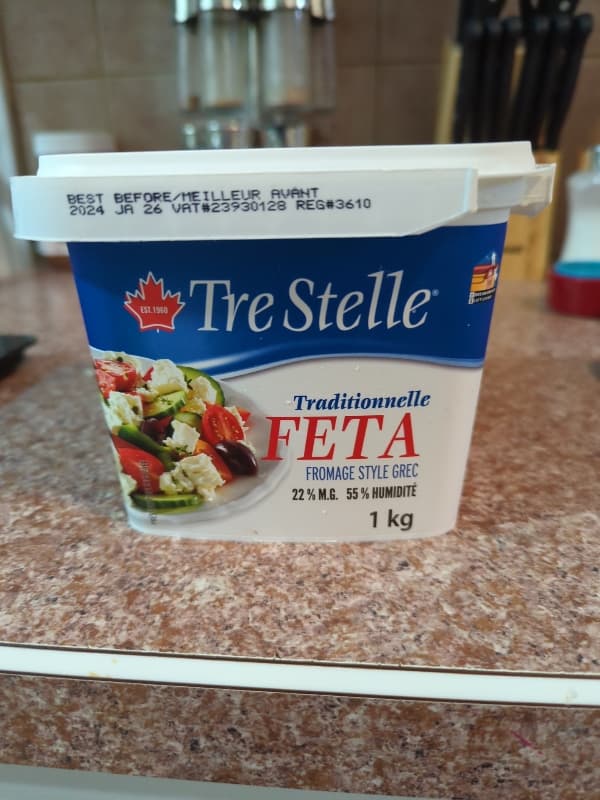 BEST BEFORE/MEILLEUR AVANT
2024 JA 26 VAT#23930128 REG#3610
EST. 1960
Tre Stelle®
Traditionnelle
FETA
FROMAGE STYLE GREC
22 % M.G. 55 % HUMIDITÉ
1 kg